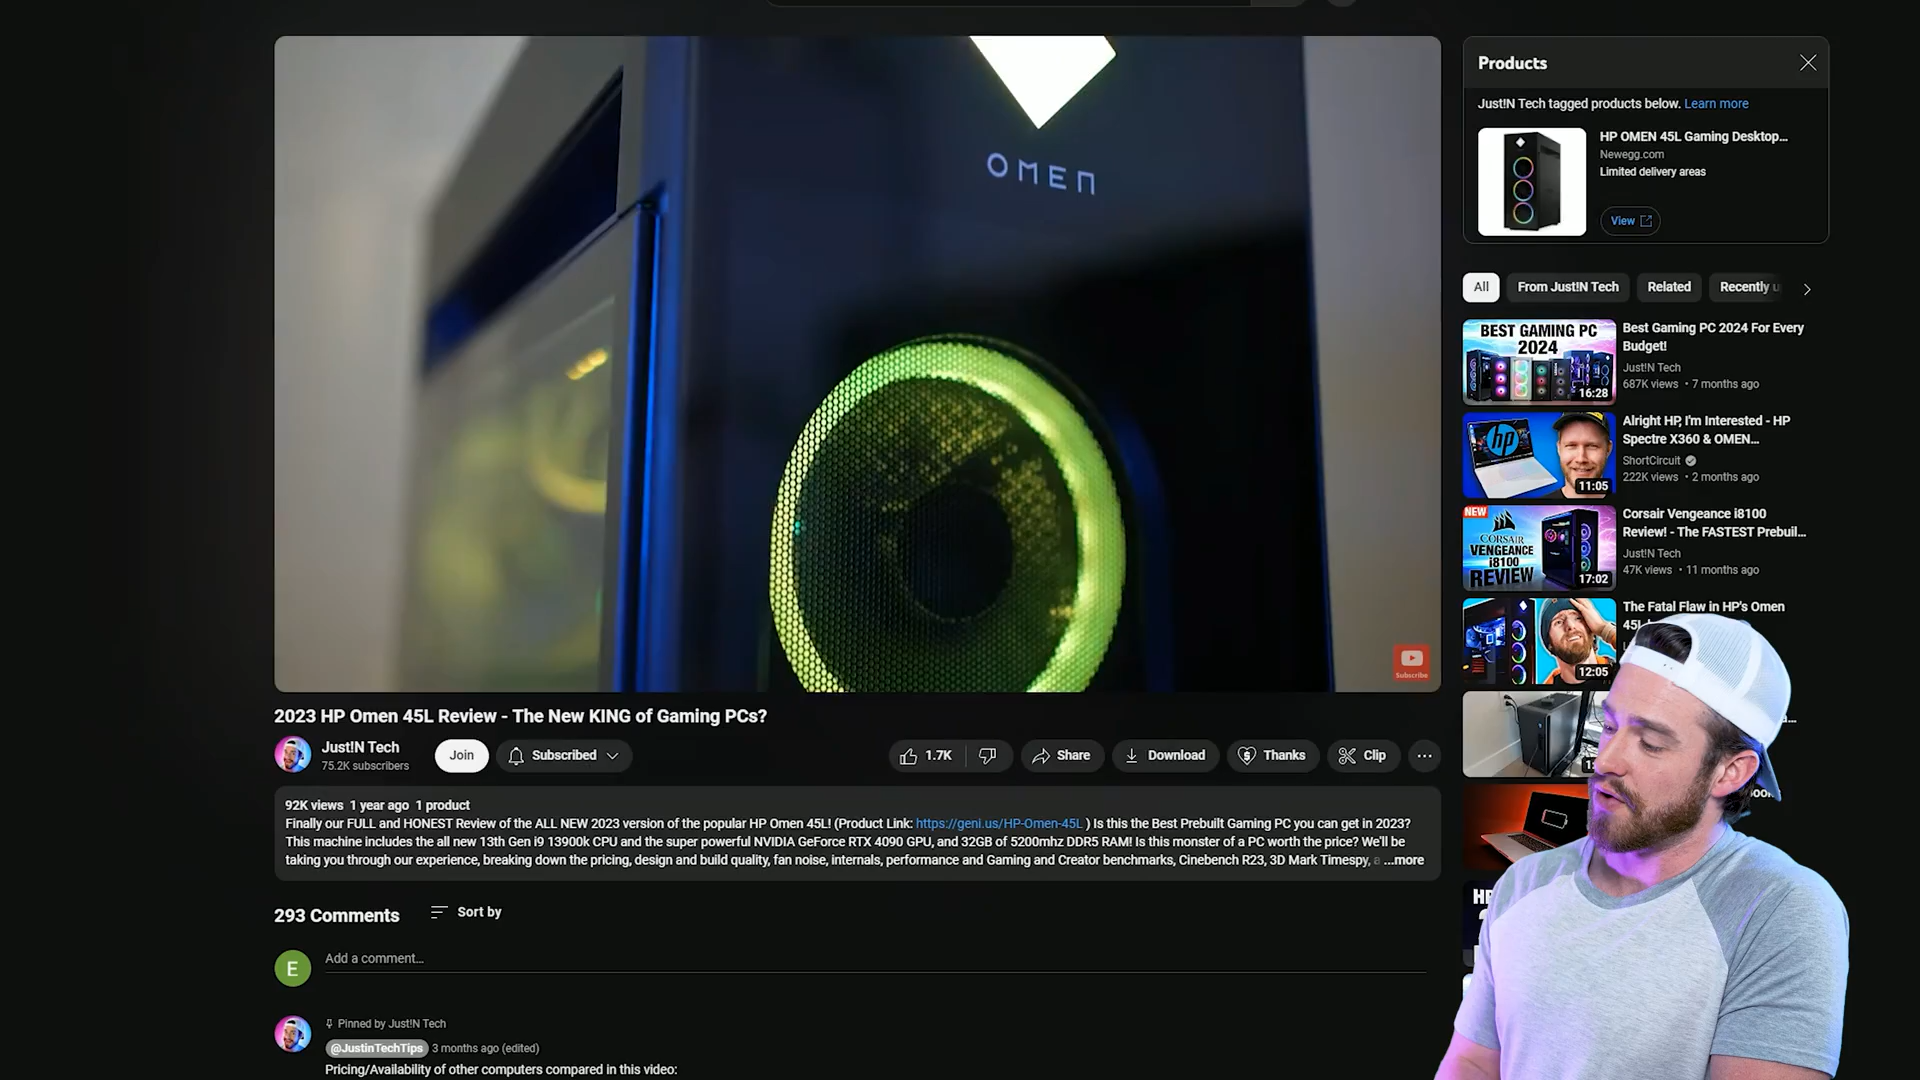 OMEN
Subscribe
2023 HP Omen 45L Review - The New KING of Gaming PCs?
Just!N Tech
75.2K subscribers
Join
Subscribed
1.7K
Share
Download
Thanks
Clip
92K views 1 year ago 1 product
Finally our FULL and HONEST Review of the ALL NEW 2023 version of the popular HP Omen 45L! (Product Link: https://geni.us/HP-Omen-45L ) Is this the Best Prebuilt Gaming PC you can get in 2023?
This machine includes the all new 13th Gen i9 13900k CPU and the super powerful NVIDIA GeForce RTX 4090 GPU, and 32GB of 5200mhz DDR5 RAM! Is this monster of a PC worth the price? We'll be
taking you through our experience, breaking down the pricing, design and build quality, fan noise, internals, performance and Gaming and Creator benchmarks, Cinebench R23, 3D Mark Timespy, a ...more
293 Comments
Sort by
E
Add a comment...
Pinned by Just!N Tech
@JustinTechTips 3 months ago (edited)
Pricing/Availability of other computers compared in this video:
Products
Just!N Tech tagged products below. Learn more
HP OMEN 45L Gaming Desktop...
Newegg.com
Limited delivery areas
View
All
From Just!N Tech
Related
Recently u
BEST GAMING PC
2024
16:28
Best Gaming PC 2024 For Every
Budget!
Just!N Tech
687K views • 7 months ago
hp
11:05
Alright HP, I'm Interested - HP
Spectre X360 & OMEN...
ShortCircuit
222K views • 2 months ago
NEW
CORSAIR
VENGEANCE
i8100
REVIEW
17:02
Corsair Vengeance i8100
Review! - The FASTEST Prebuil...
Just!N Tech
47K views • 11 months ago
12:05
The Fatal Flaw in HP's Omen
45L
HP